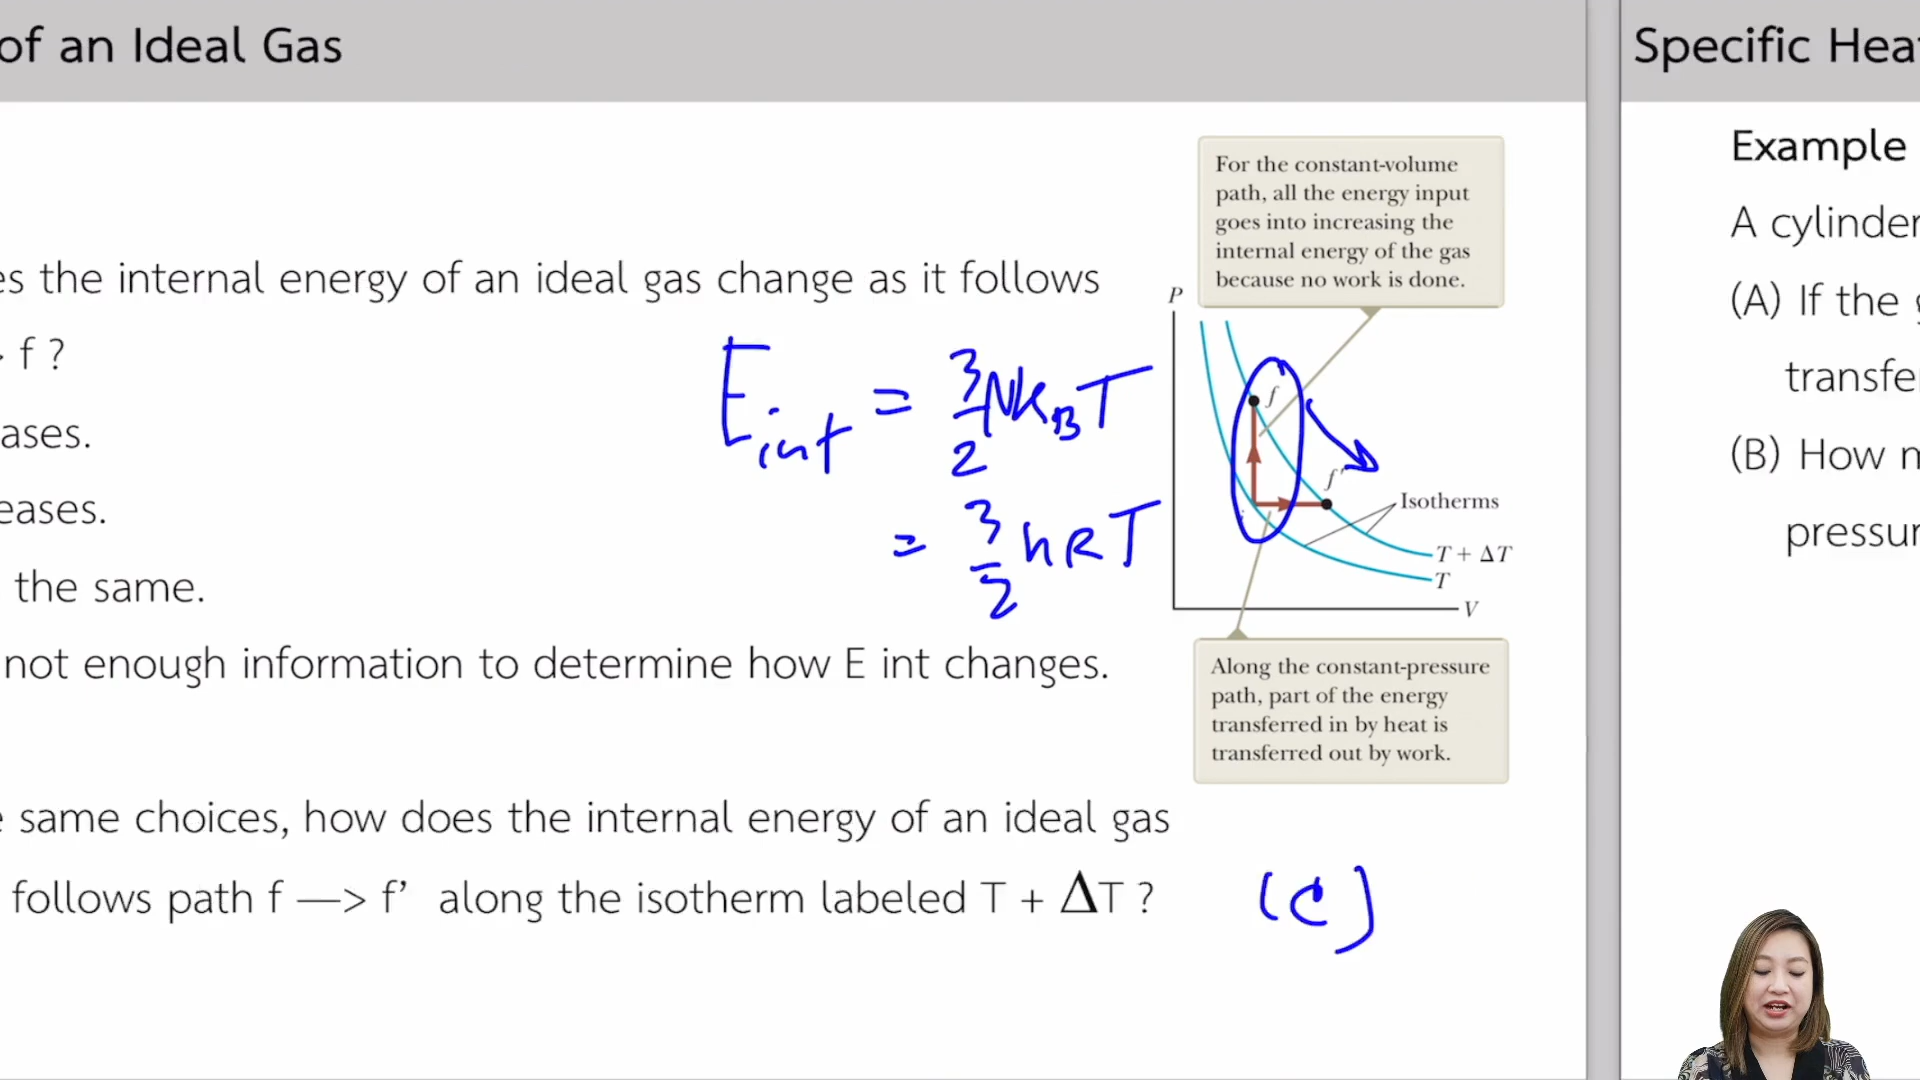 of an Ideal Gas
es the internal energy of an ideal gas change as it follows
> f ?
ases.
eases.
the same.
not enough information to determine how E int changes.
e same choices, how does the internal energy of an ideal gas
follows path f —> f’ along the isotherm labeled T + ΔT ?
E int = 3/2 N k B T
= 3/2 n R T
(c)
For the constant-volume
path, all the energy input
goes into increasing the
internal energy of the gas
because no work is done.
P
f
f′
i
Isotherms
T + ΔT
T
V
Along the constant-pressure
path, part of the energy
transferred in by heat is
transferred out by work.
Specific Hea
Example
A cylinder
(A) If the g
transfe
(B) How m
pressur